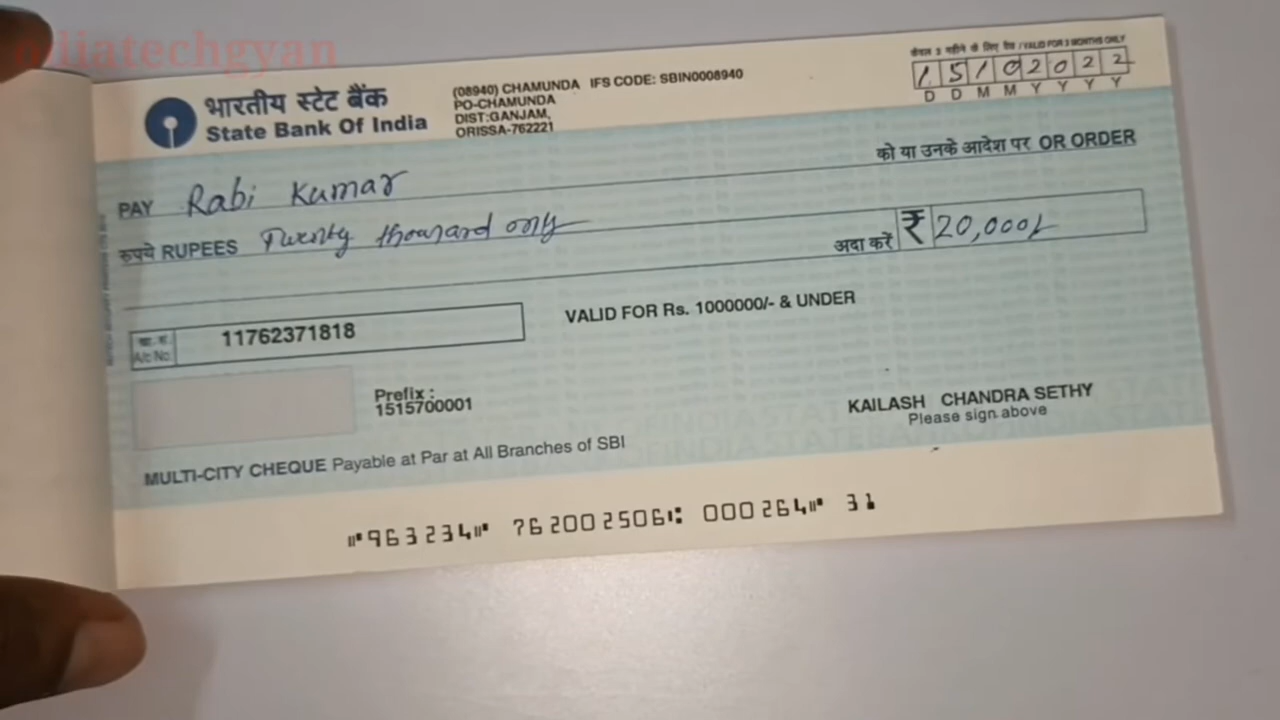 odiatechgyan
केवल 3 महीने के लिए वैध / VALID FOR 3 MONTHS ONLY
15102022
D D M M Y Y Y Y
भारतीय स्टेट बैंक
State Bank Of India
(08940) CHAMUNDA IFS CODE: SBIN0008940
PO-CHAMUNDA
DIST:GANJAM,
ORISSA-762221
PAY Rabi Kumar
को या उनके आदेश पर OR ORDER
रुपये RUPEES Twenty thousand only
अदा करें ₹ 20,000/-
A/c No. 11762371818
VALID FOR Rs. 1000000/- & UNDER
Prefix :
1515700001
KAILASH CHANDRA SETHY
Please sign above
MULTI-CITY CHEQUE Payable at Par at All Branches of SBI
⑈963234⑈ 762002506⑆ 000264⑈ 31